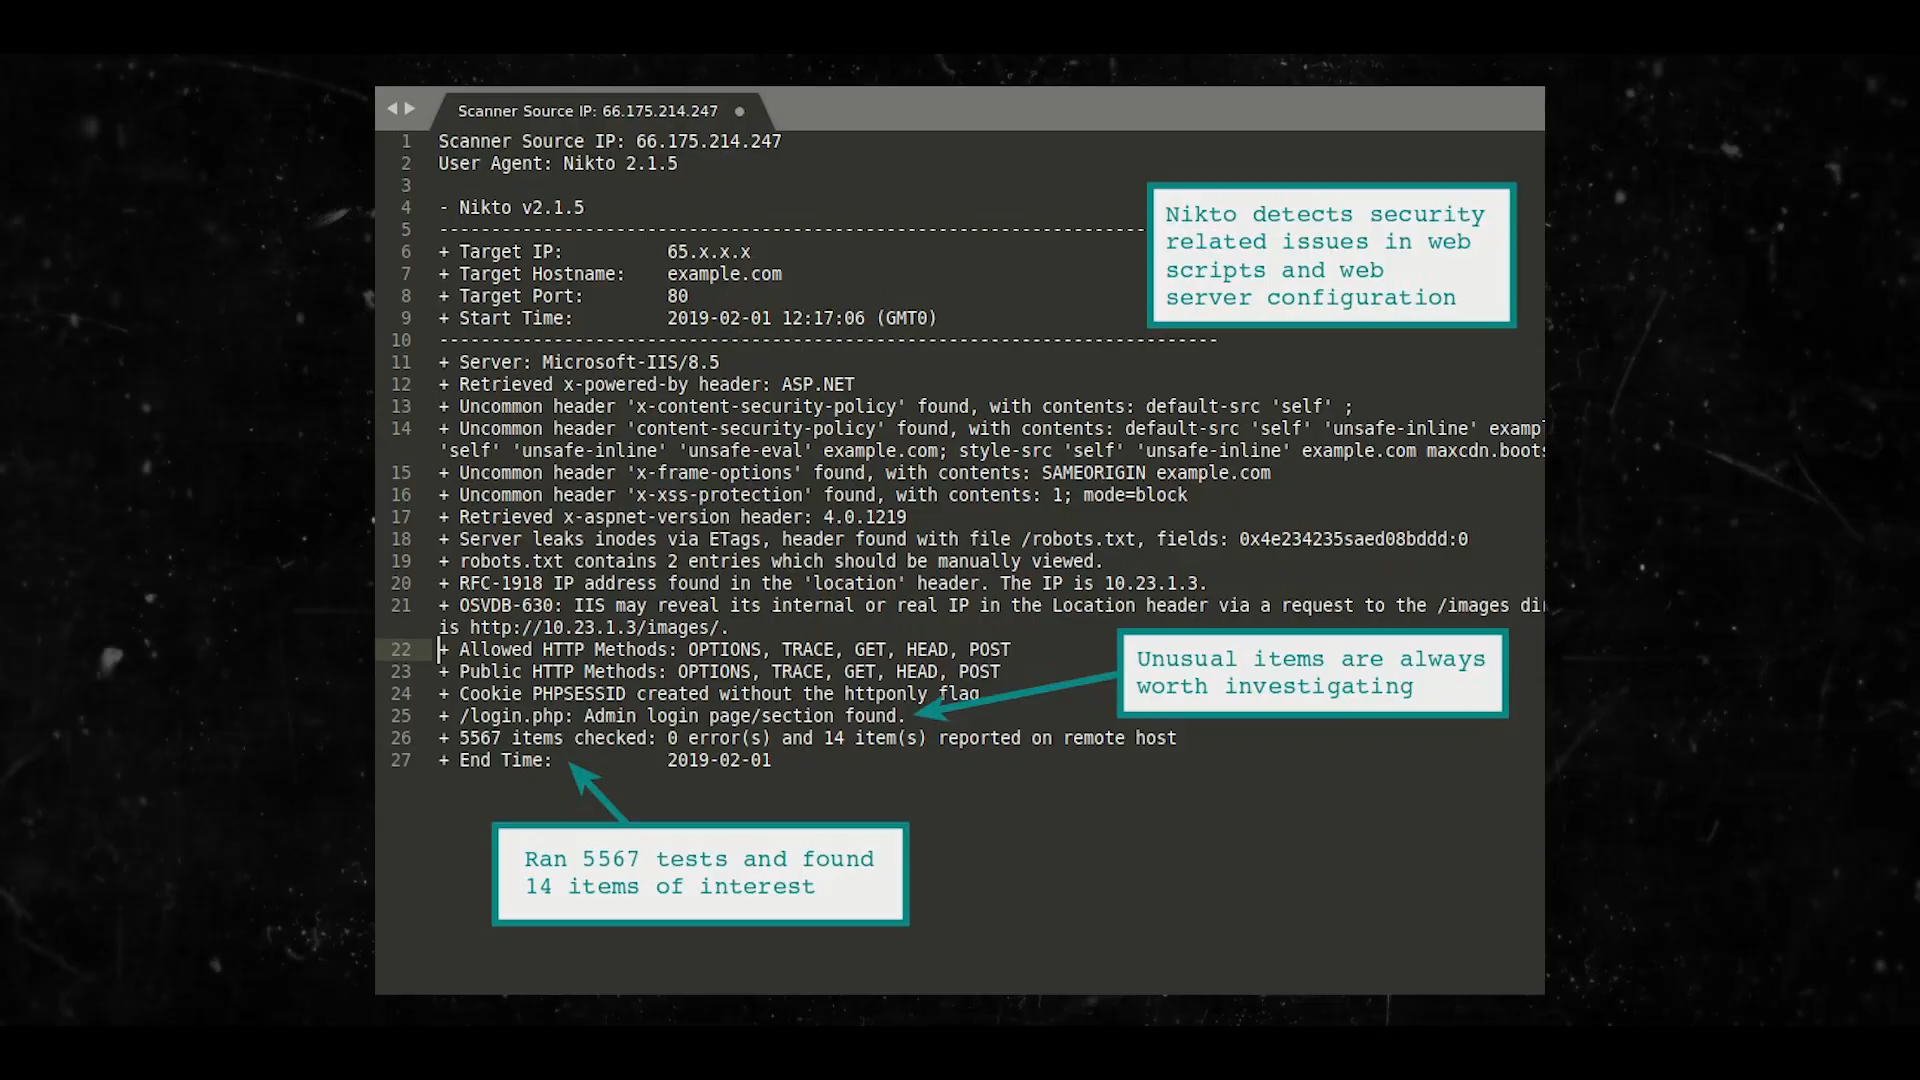 Scanner Source IP: 66.175.214.247
1 Scanner Source IP: 66.175.214.247
2 User Agent: Nikto 2.1.5
3
4 - Nikto v2.1.5
5 --------------------------------------------------------------------
6 + Target IP: 65.x.x.x
7 + Target Hostname: example.com
8 + Target Port: 80
9 + Start Time: 2019-02-01 12:17:06 (GMT0)
10 ---------------------------------------------------------------------------
11 + Server: Microsoft-IIS/8.5
12 + Retrieved x-powered-by header: ASP.NET
13 + Uncommon header 'x-content-security-policy' found, with contents: default-src 'self' ;
14 + Uncommon header 'content-security-policy' found, with contents: default-src 'self' 'unsafe-inline' exampl
'self' 'unsafe-inline' 'unsafe-eval' example.com; style-src 'self' 'unsafe-inline' example.com maxcdn.boots
15 + Uncommon header 'x-frame-options' found, with contents: SAMEORIGIN example.com
16 + Uncommon header 'x-xss-protection' found, with contents: 1; mode=block
17 + Retrieved x-aspnet-version header: 4.0.1219
18 + Server leaks inodes via ETags, header found with file /robots.txt, fields: 0x4e234235saed08bddd:0
19 + robots.txt contains 2 entries which should be manually viewed.
20 + RFC-1918 IP address found in the 'location' header. The IP is 10.23.1.3.
21 + OSVDB-630: IIS may reveal its internal or real IP in the Location header via a request to the /images di
is http://10.23.1.3/images/.
22 + Allowed HTTP Methods: OPTIONS, TRACE, GET, HEAD, POST
23 + Public HTTP Methods: OPTIONS, TRACE, GET, HEAD, POST
24 + Cookie PHPSESSID created without the httponly flag
25 + /login.php: Admin login page/section found.
26 + 5567 items checked: 0 error(s) and 14 item(s) reported on remote host
27 + End Time: 2019-02-01
Nikto detects security
related issues in web
scripts and web
server configuration
Unusual items are always
worth investigating
Ran 5567 tests and found
14 items of interest